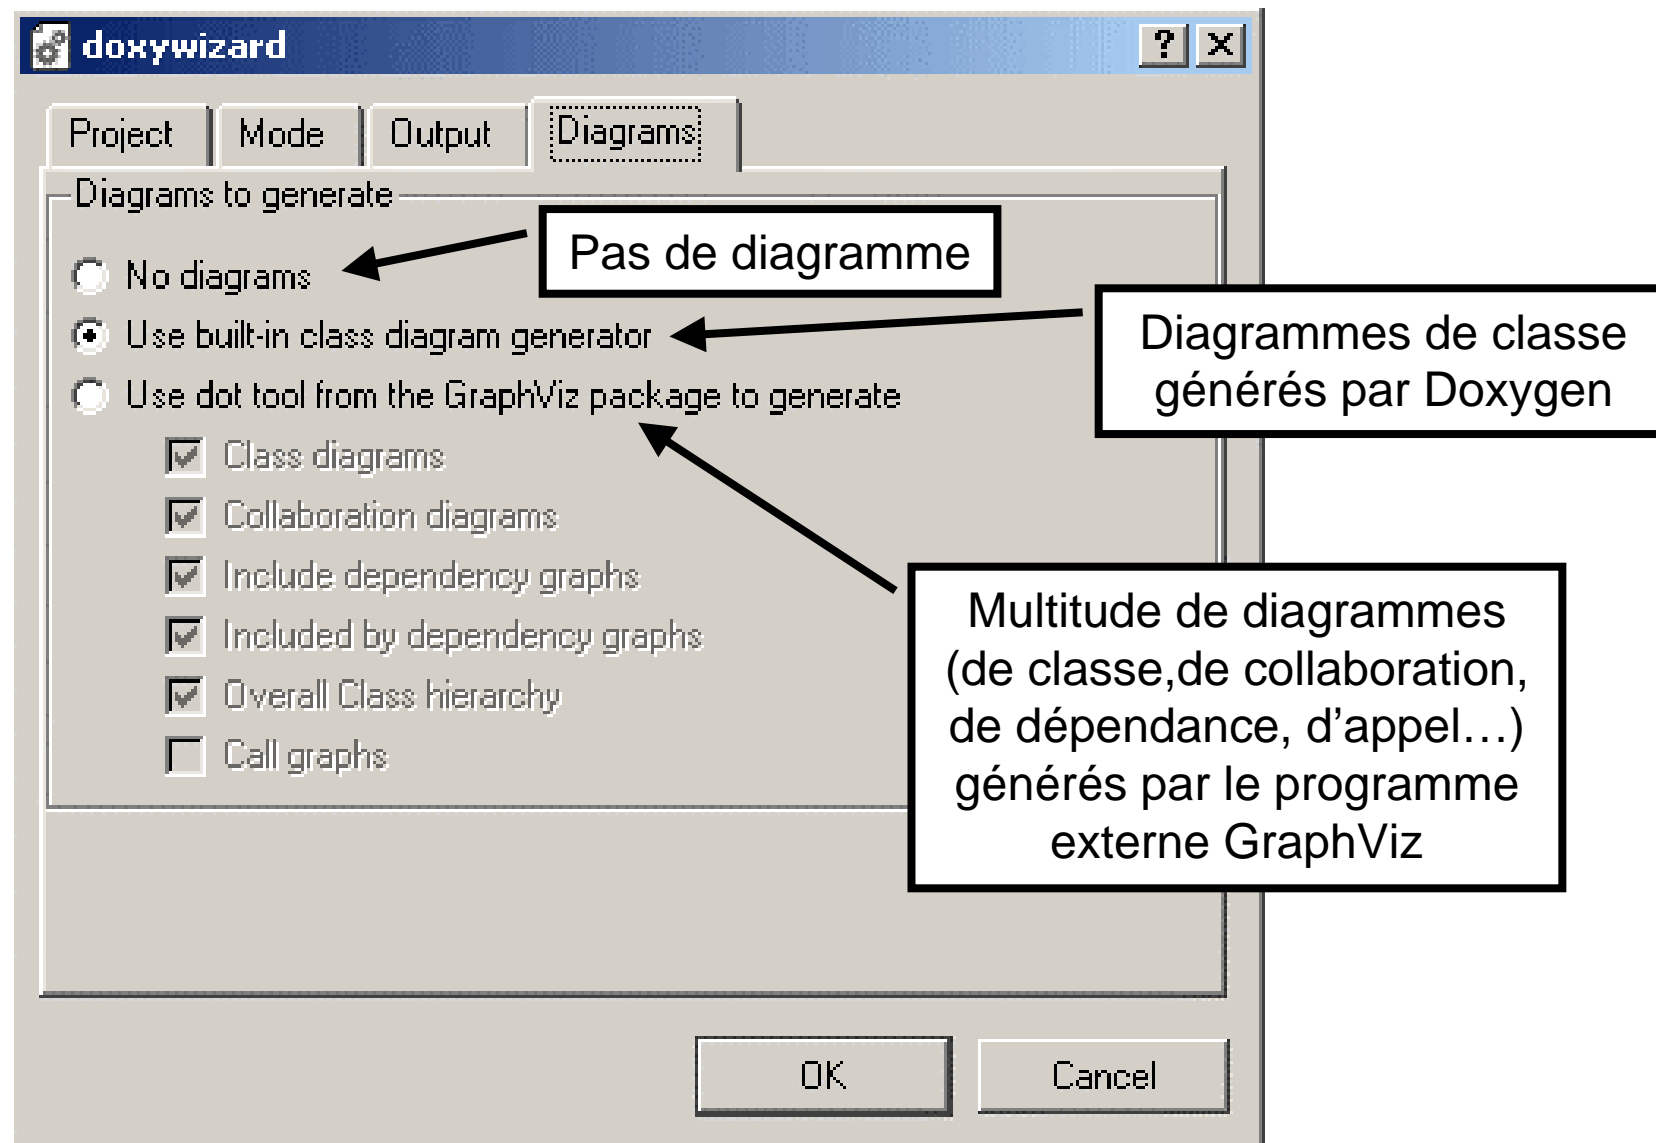 doxywizard
Project Mode Output Diagrams
Diagrams to generate
Pas de diagramme
No diagrams
Use built-in class diagram generator
Diagrammes de classe
générés par Doxygen
Use dot tool from the GraphViz package to generate
Class diagrams
Collaboration diagrams
Include dependency graphs
Included by dependency graphs
Overall Class hierarchy
Call graphs
Multitude de diagrammes
(de classe,de collaboration,
de dépendance, d’appel…)
générés par le programme
externe GraphViz
OK Cancel